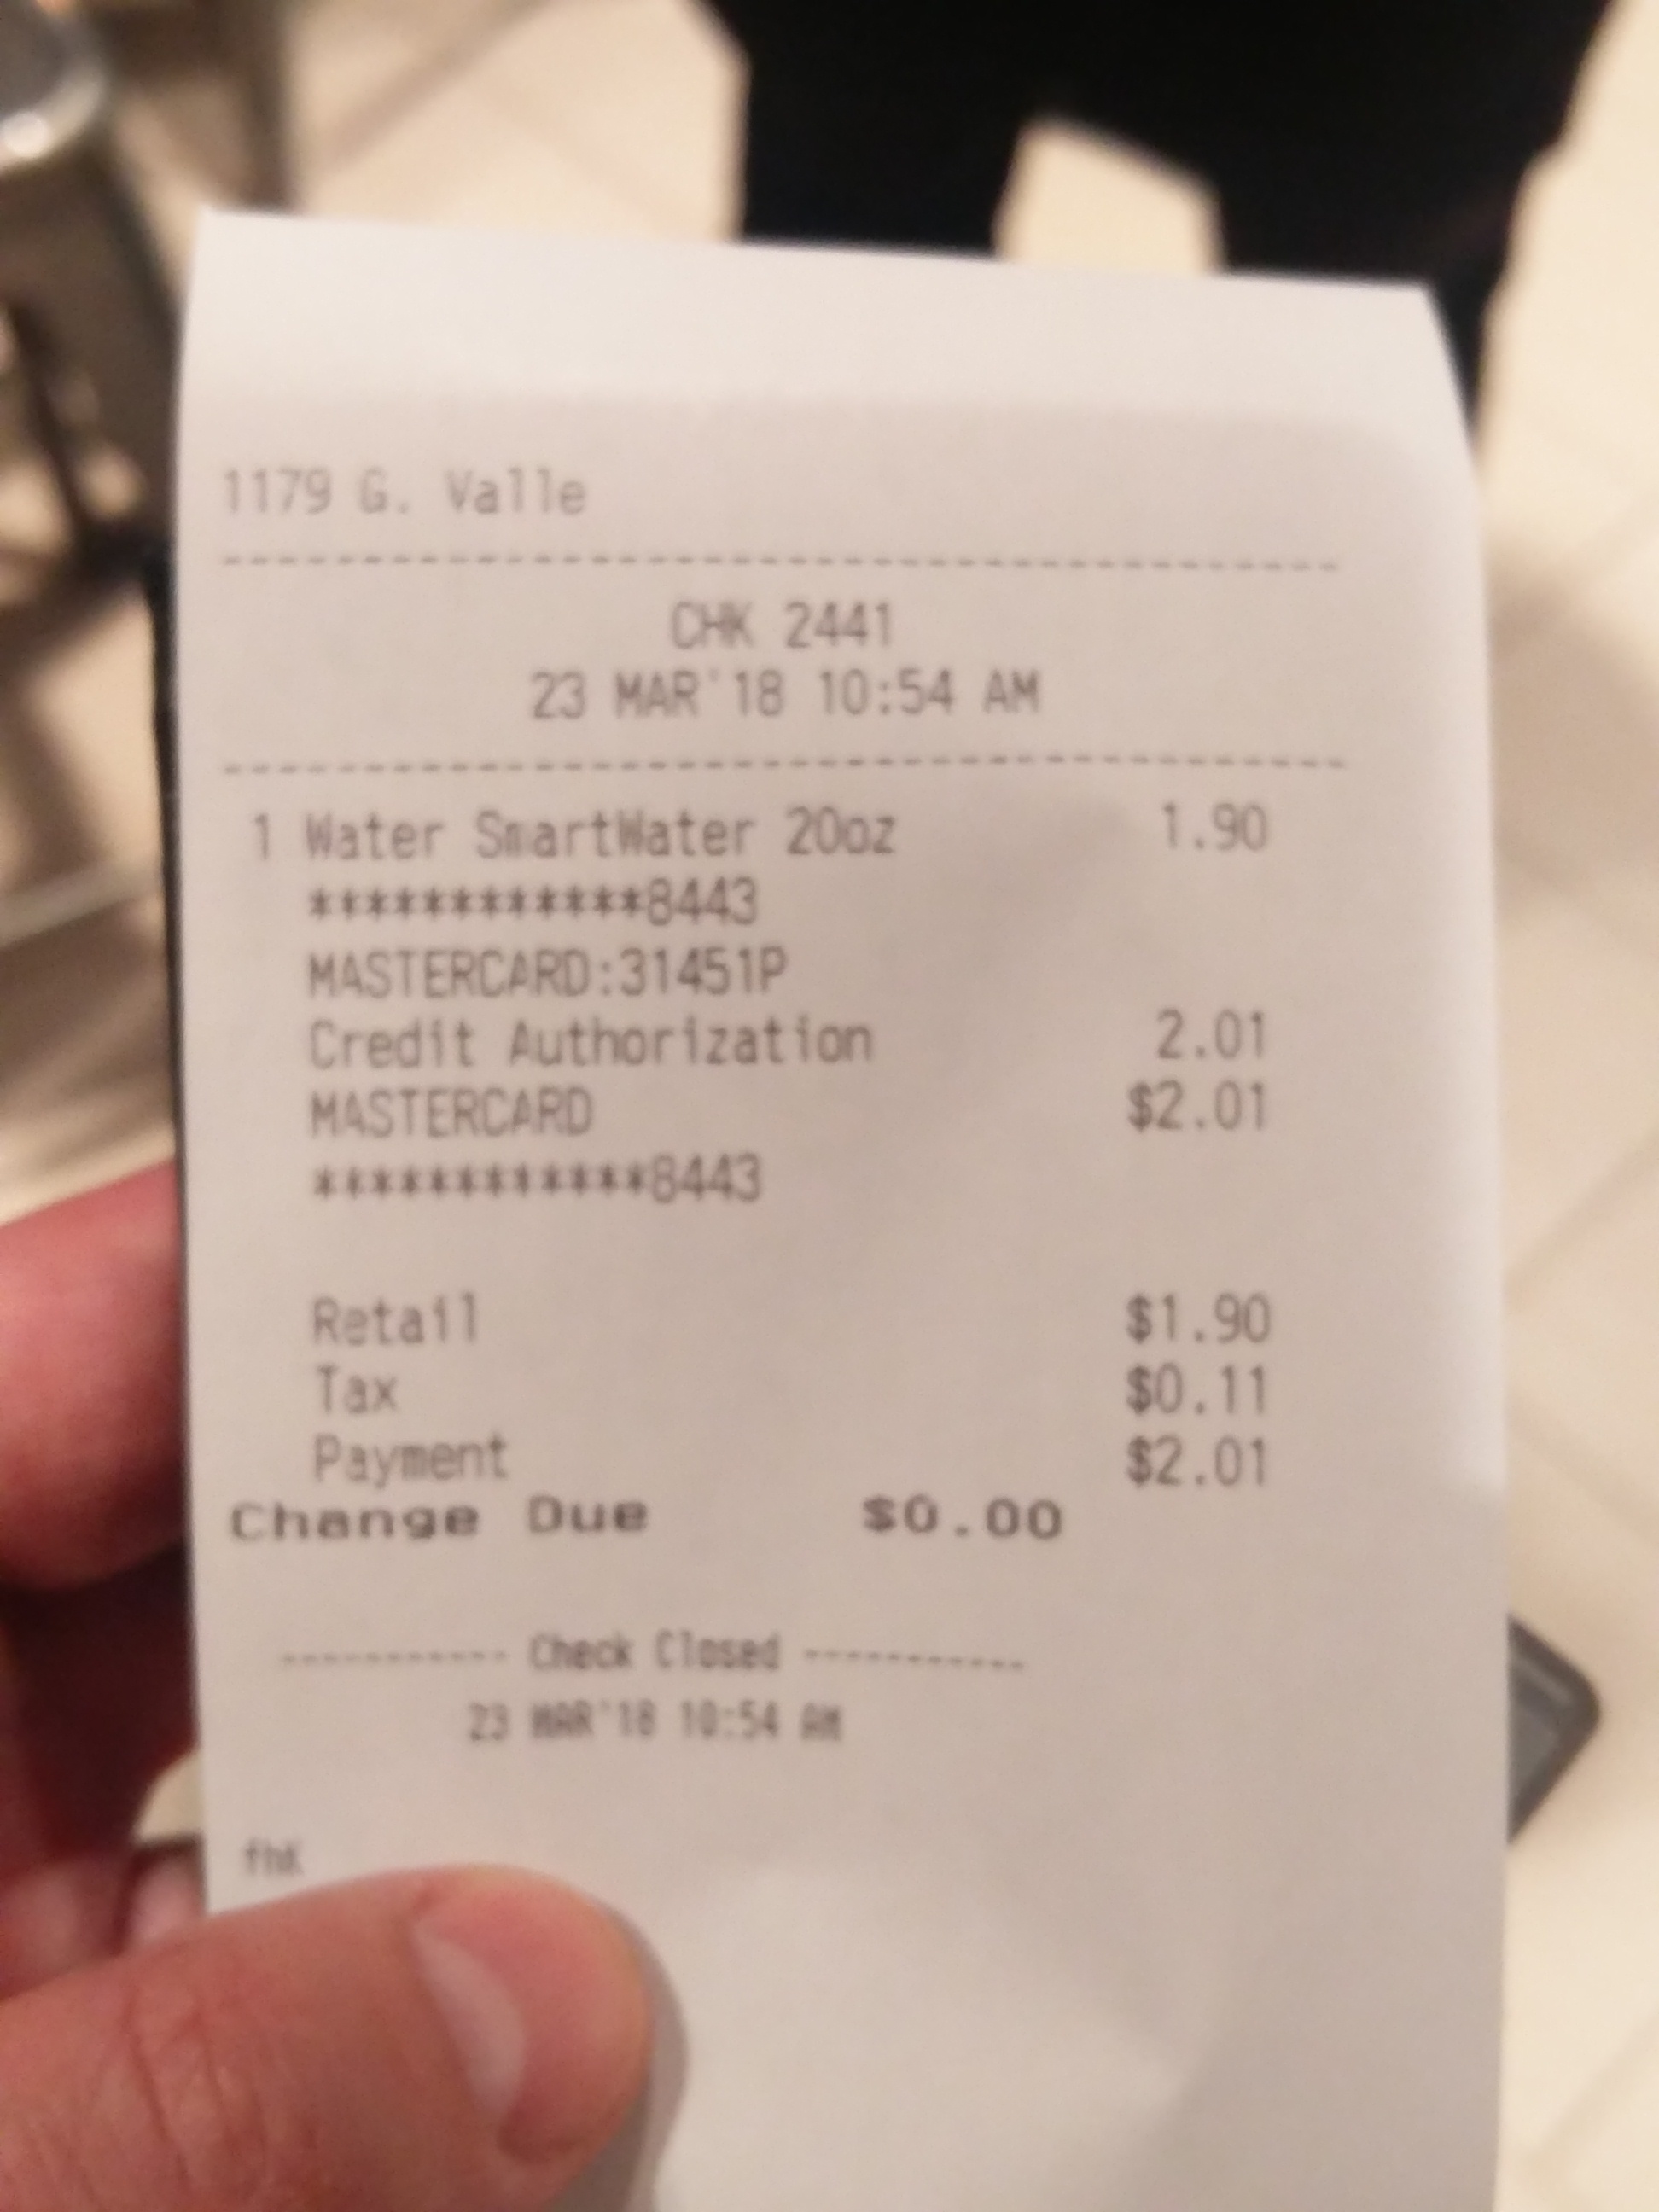 1179 G. Valle
----------------------------------------
CHK 2441
23 MAR'18 10:54 AM
----------------------------------------
1 Water SmartWater 20oz 1.90
************8443
MASTERCARD:31451P
Credit Authorization 2.01
MASTERCARD $2.01
************8443
Retail $1.90
Tax $0.11
Payment $2.01
Change Due $0.00
----------- Check Closed -----------
23 MAR'18 10:54 AM